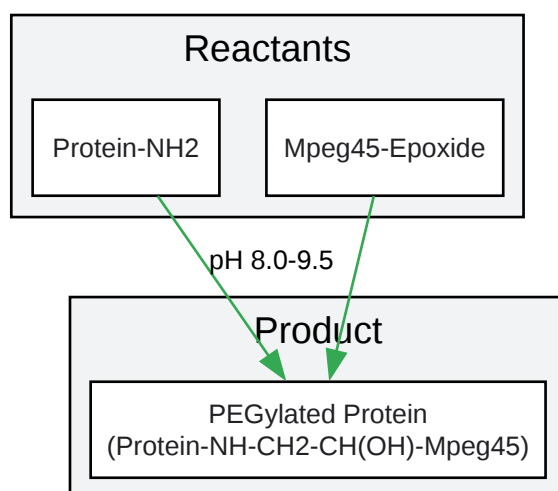 Reactants
Protein-NH2
Mpeg45-Epoxide
pH 8.0-9.5
Product
PEGylated Protein
(Protein-NH-CH2-CH(OH)-Mpeg45)